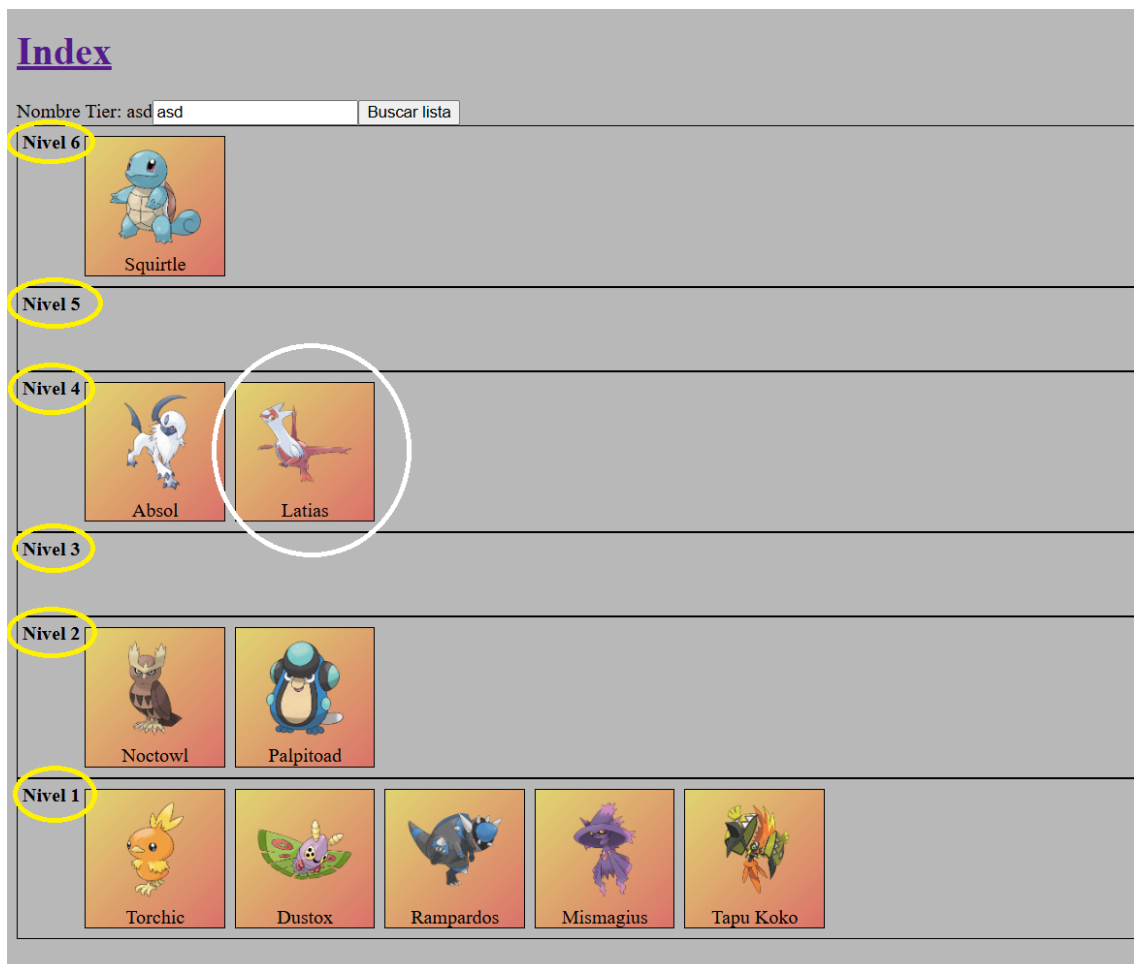 Index
Nombre Tier: asd asd Buscar lista
Nivel 6
Squirtle
Nivel 5
Nivel 4
Absol Latias
Nivel 3
Nivel 2
Noctowl Palpitoad
Nivel 1
Torchic Dustox Rampardos Mismagius Tapu Koko